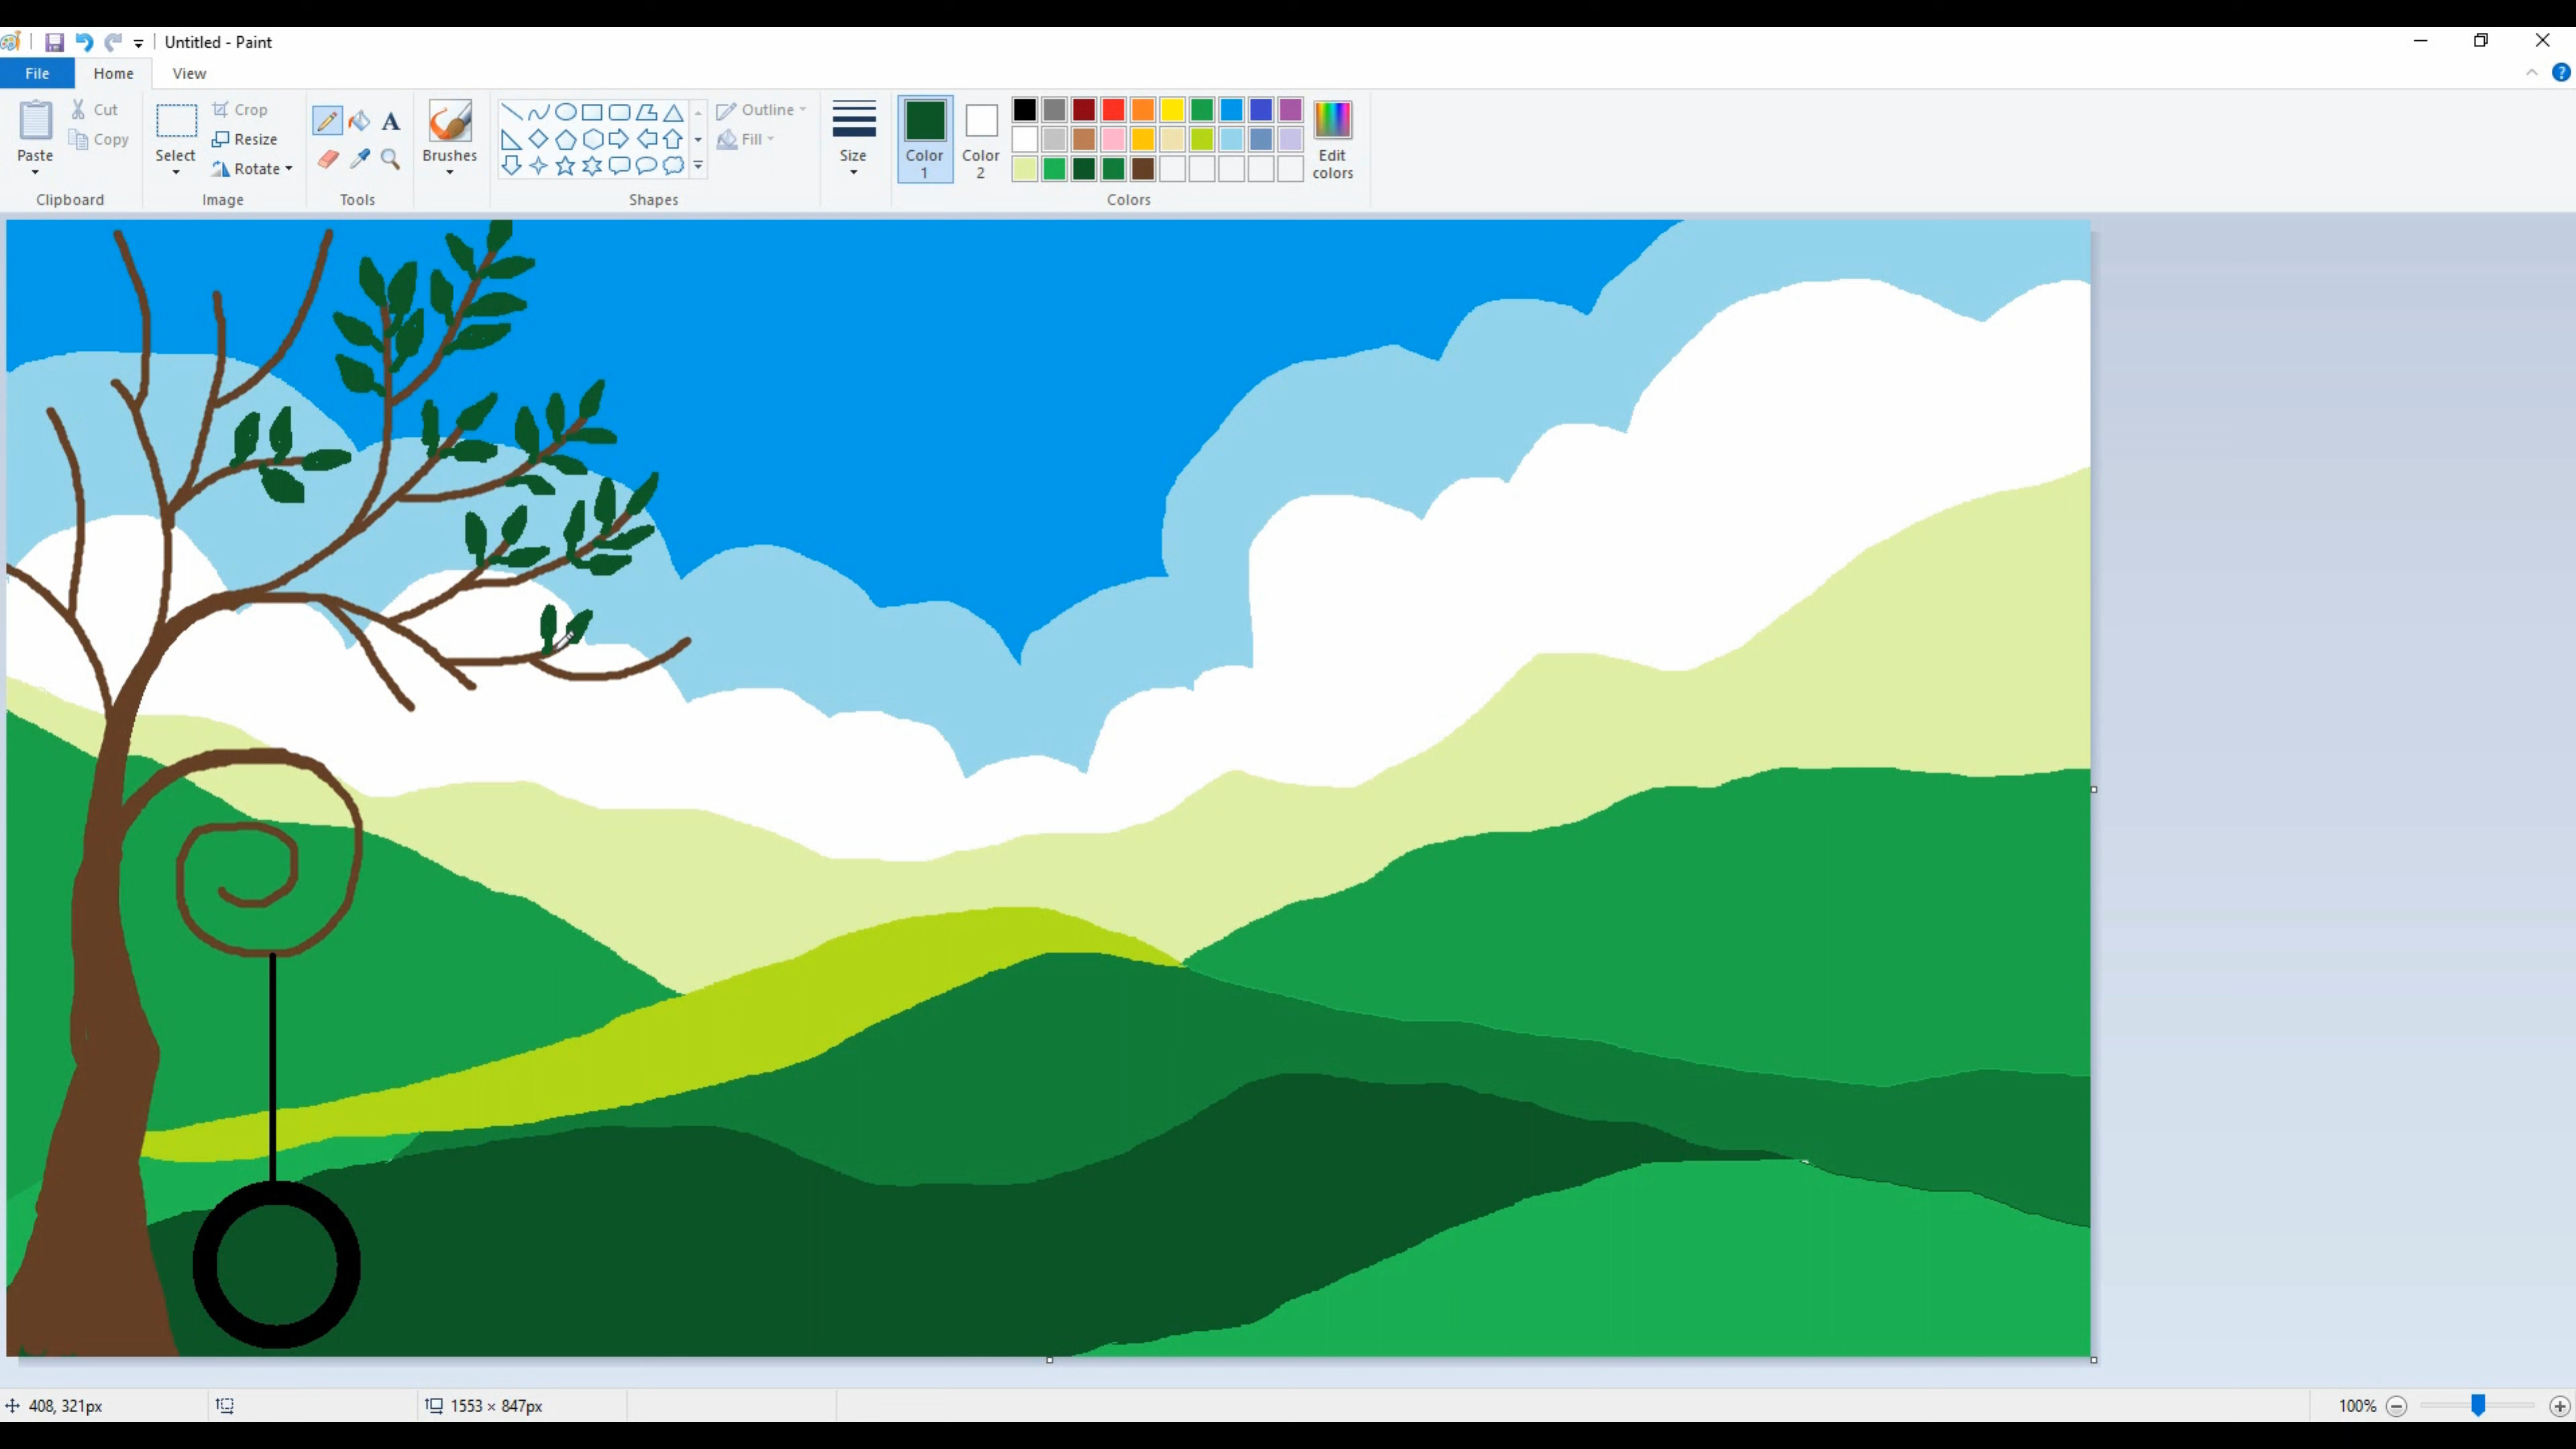 Untitled - Paint
File Home View
Paste Cut Copy Clipboard
Select Crop Resize Rotate Image
A Tools
Brushes
Outline Fill Shapes
Size
Color 1 Color 2 Edit colors Colors
?
408, 321px 1553 × 847px 100%